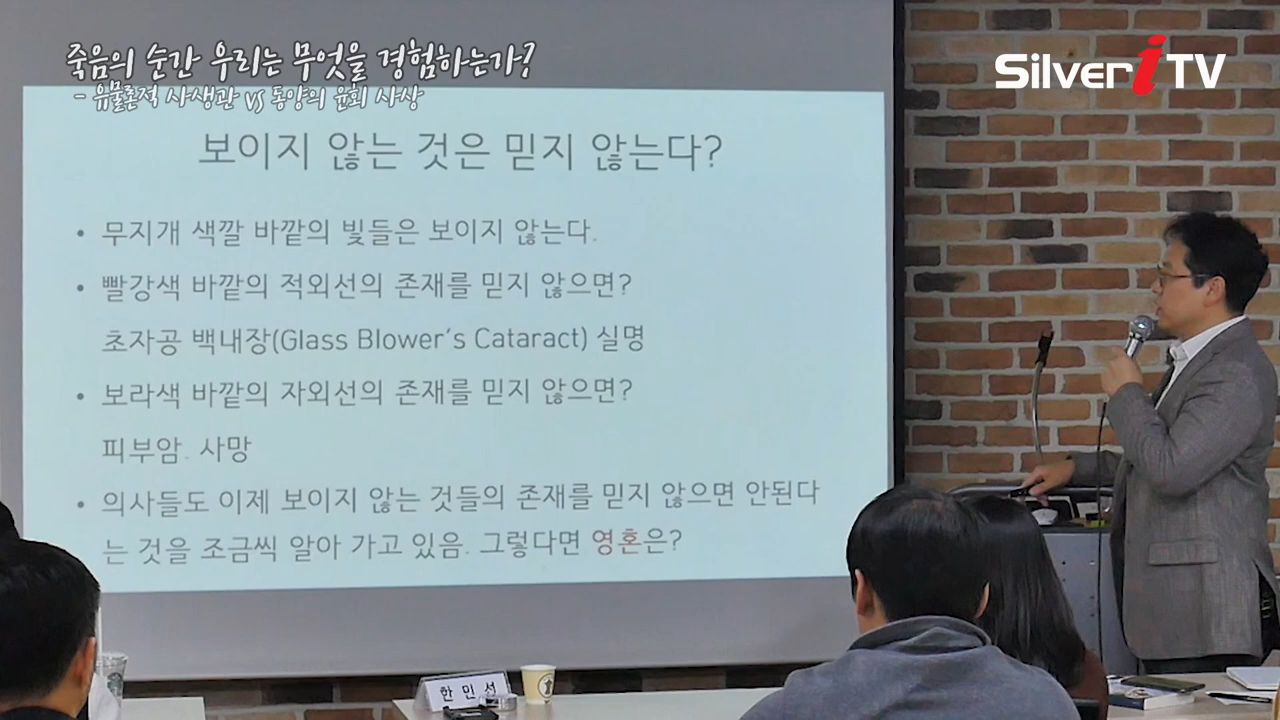 죽음의 순간 우리는 무엇을 경험하는가?
- 유물론적 사생관 vs 동양의 윤회 사상
Silver i TV
보이지 않는 것은 믿지 않는다?
• 무지개 색깔 바깥의 빛들은 보이지 않는다.
• 빨강색 바깥의 적외선의 존재를 믿지 않으면?
초자공 백내장(Glass Blower's Cataract) 실명
• 보라색 바깥의 자외선의 존재를 믿지 않으면?
피부암. 사망
• 의사들도 이제 보이지 않는 것들의 존재를 믿지 않으면 안된다
는 것을 조금씩 알아 가고 있음. 그렇다면 영혼은?
한민선